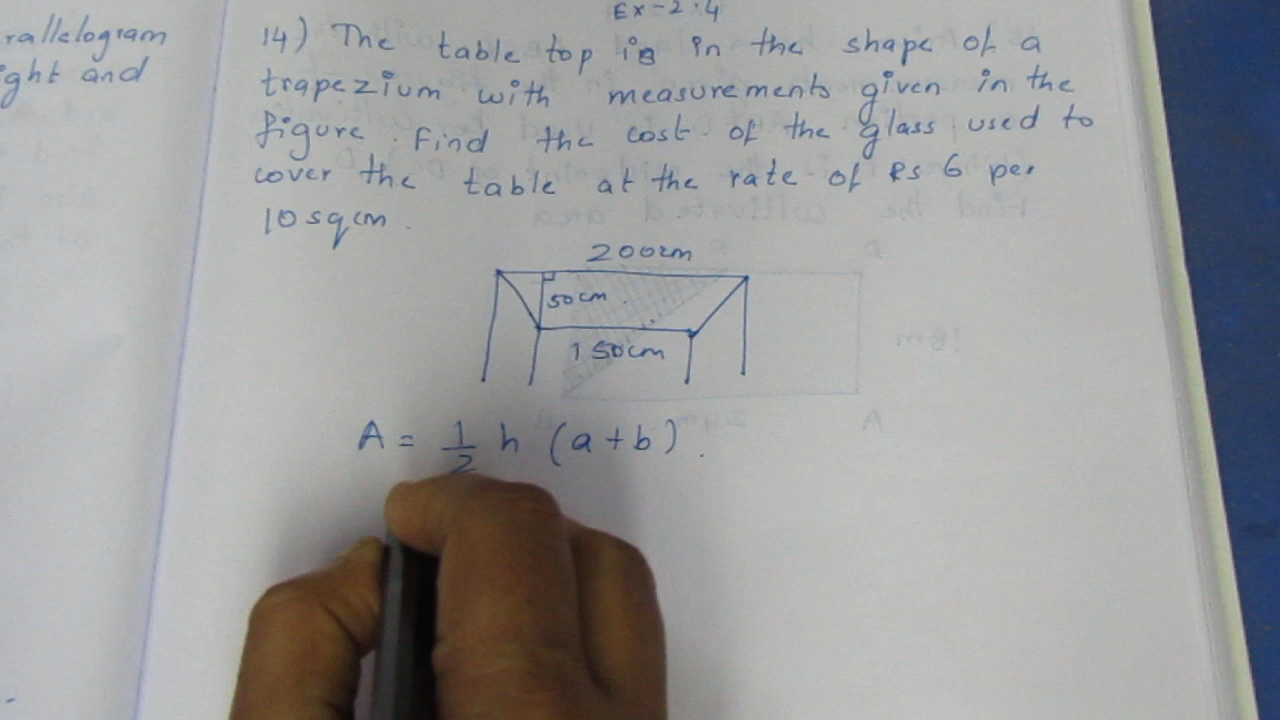 rallelogram
ight and
Ex-2.4
14) The table top is in the shape of a
trapezium with measurements given in the
figure. Find the cost of the glass used to
cover the table at the rate of Rs 6 per
10 sq cm.
200cm
50cm.
150cm
A = 1/2 h (a+b).